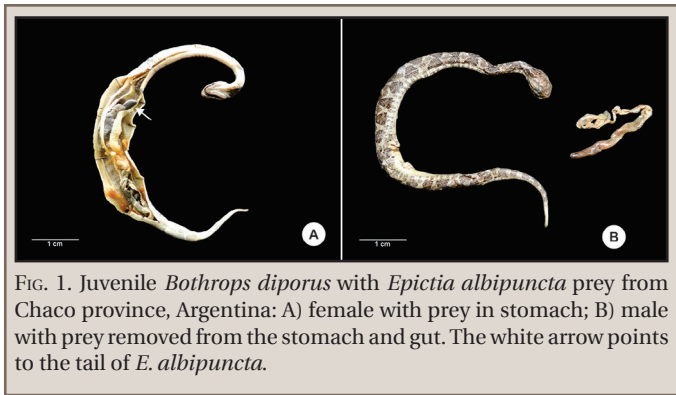 A
1 cm
B
1 cm
FIG. 1. Juvenile Bothrops diporus with Epictia albipuncta prey from
Chaco province, Argentina: A) female with prey in stomach; B) male
with prey removed from the stomach and gut. The white arrow points
to the tail of E. albipuncta.